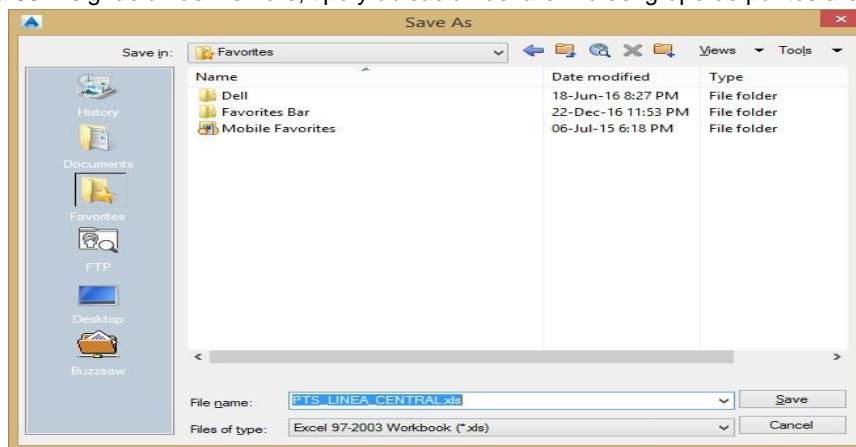 Save As
Save in: Favorites Views Tools
Name Date modified Type
Dell 18-Jun-16 8:27 PM File folder
Favorites Bar 22-Dec-16 11:53 PM File folder
Mobile Favorites 06-Jul-15 6:18 PM File folder
History
Documents
Favorites
FTP
Desktop
Buzzsaw
File name: PTS_LINEA_CENTRAL.xls Save
Files of type: Excel 97-2003 Workbook (*.xls) Cancel